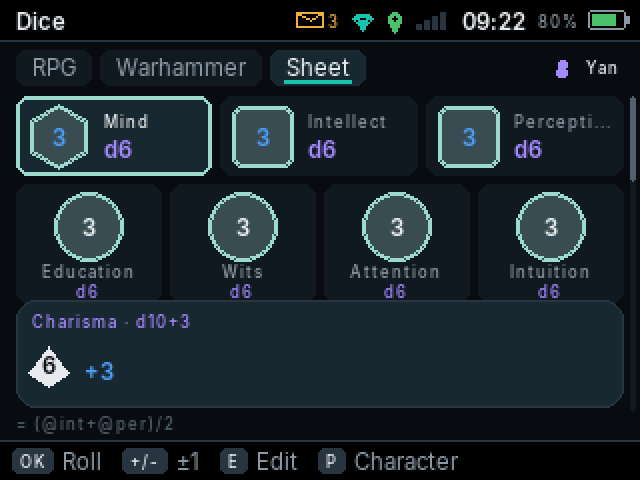 Dice 3 09:22 80%
RPG Warhammer Sheet Yan
3 Mind d6 3 Intellect d6 3 Percepti... d6
3 3 3 3
Education Wits Attention Intuition
d6 d6 d6 d6
Charisma · d10+3
6 +3
= (@int+@per)/2
OK Roll +/- ±1 E Edit P Character